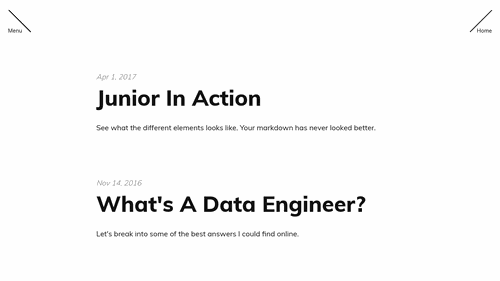 Menu
Home
Apr 1, 2017
Junior In Action
See what the different elements looks like. Your markdown has never looked better.
Nov 14, 2016
What's A Data Engineer?
Let's break into some of the best answers I could find online.